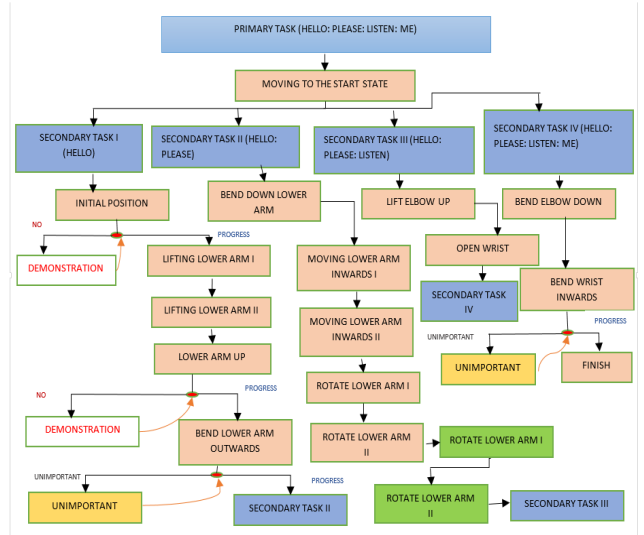 PRIMARY TASK (HELLO: PLEASE: LISTEN: ME)
MOVING TO THE START STATE
SECONDARY TASK I
(HELLO)
SECONDARY TASK II (HELLO:
PLEASE)
SECONDARY TASK III (HELLO:
PLEASE: LISTEN)
SECONDARY TASK IV (HELLO:
PLEASE: LISTEN: ME)
INITIAL POSITION
BEND DOWN LOWER
ARM
LIFT ELBOW UP
BEND ELBOW DOWN
NO
PROGRESS
DEMONSTRATION
LIFTING LOWER ARM I
MOVING LOWER ARM
INWARDS I
OPEN WRIST
SECONDARY TASK
IV
BEND WRIST
INWARDS
LIFTING LOWER ARM II
MOVING LOWER ARM
INWARDS II
PROGRESS
UNIMPORTANT
LOWER ARM UP
UNIMPORTANT
FINISH
NO
PROGRESS
ROTATE LOWER ARM I
DEMONSTRATION
BEND LOWER ARM
OUTWARDS
ROTATE LOWER ARM
II
ROTATE LOWER ARM I
UNIMPORTANT
PROGRESS
UNIMPORTANT
SECONDARY TASK II
ROTATE LOWER ARM
II
SECONDARY TASK III